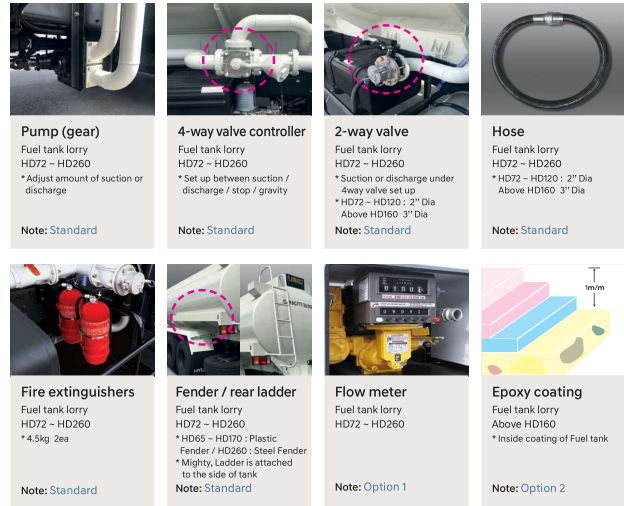 Pump (gear)
Fuel tank lorry
HD72 ~ HD260
* Adjust amount of suction or
discharge
Note: Standard
4-way valve controller
Fuel tank lorry
HD72 ~ HD260
* Set up between suction /
discharge / stop / gravity
Note: Standard
2-way valve
Fuel tank lorry
HD72 ~ HD260
* Suction or discharge under
4way valve set up
* HD72 ~ HD120 : 2’’ Dia
Above HD160 3’’ Dia
Note: Standard
Hose
Fuel tank lorry
HD72 ~ HD260
* HD72 ~ HD120 : 2’’ Dia
Above HD160 3’’ Dia
Note: Standard
1m/m
Fire extinguishers
Fuel tank lorry
HD72 ~ HD260
* 4.5kg 2ea
Note: Standard
Fender / rear ladder
Fuel tank lorry
HD72 ~ HD260
* HD65 ~ HD170 : Plastic
Fender / HD260 : Steel Fender
* Mighty, Ladder is attached
to the side of tank
Note: Standard
Flow meter
Fuel tank lorry
HD72 ~ HD260
Note: Option 1
Epoxy coating
Fuel tank lorry
Above HD160
* Inside coating of Fuel tank
Note: Option 2